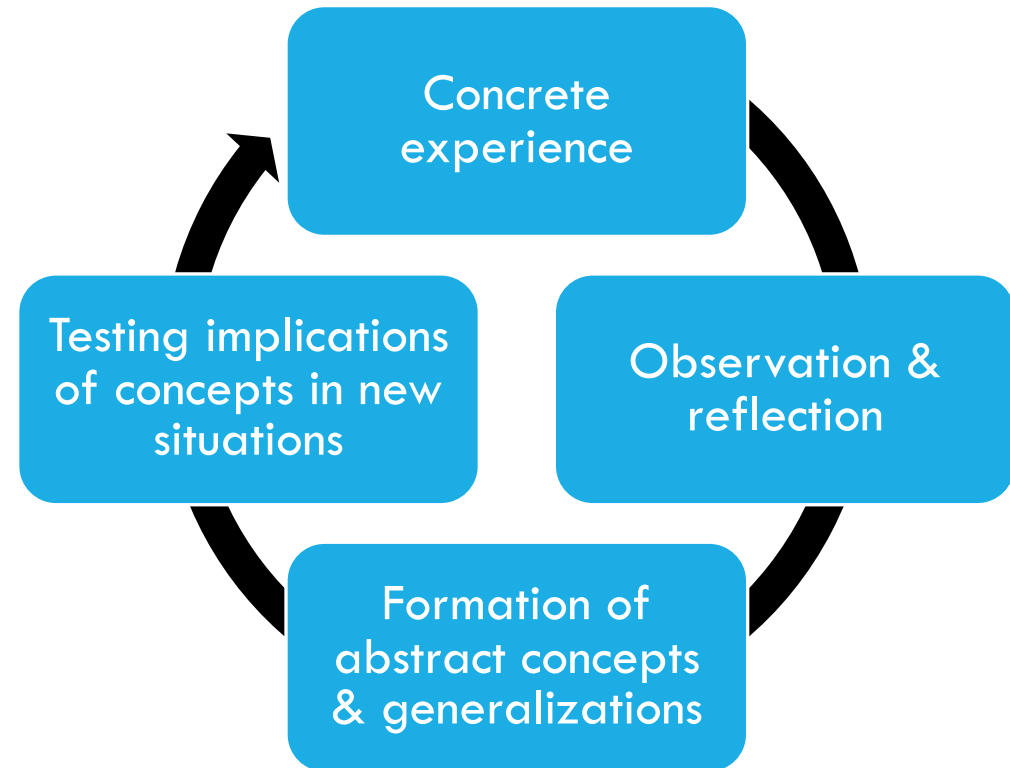 Concrete
experience
Observation &
reflection
Formation of
abstract concepts
& generalizations
Testing implications
of concepts in new
situations